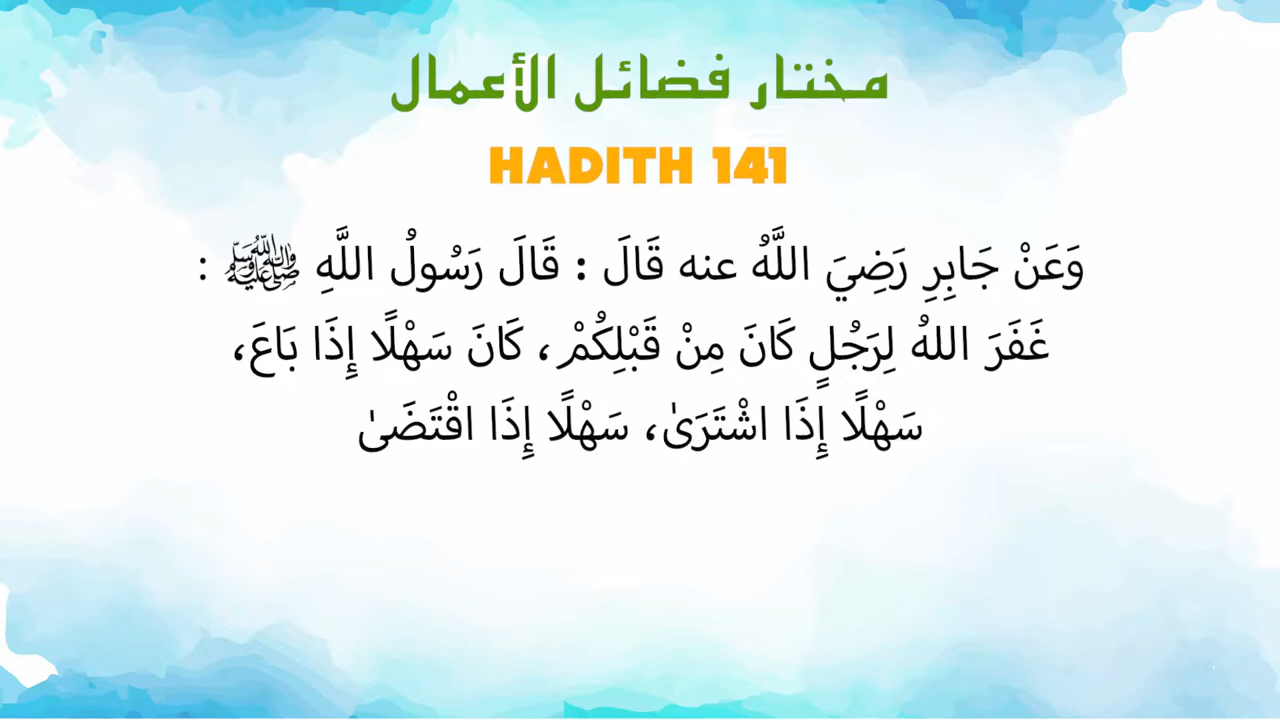 مختار فضائل الأعمال
HADITH 141
وَعَنْ جَابِرِ رَضِيَ اللَّهُ عنه قَالَ : قَالَ رَسُولُ اللَّهِ ﷺ :
غَفَرَ اللهُ لِرَجُلٍ كَانَ مِنْ قَبْلِكُمْ، كَانَ سَهْلًا إِذَا بَاعَ،
سَهْلًا إِذَا اشْتَرَىٰ، سَهْلًا إِذَا اقْتَضَىٰ